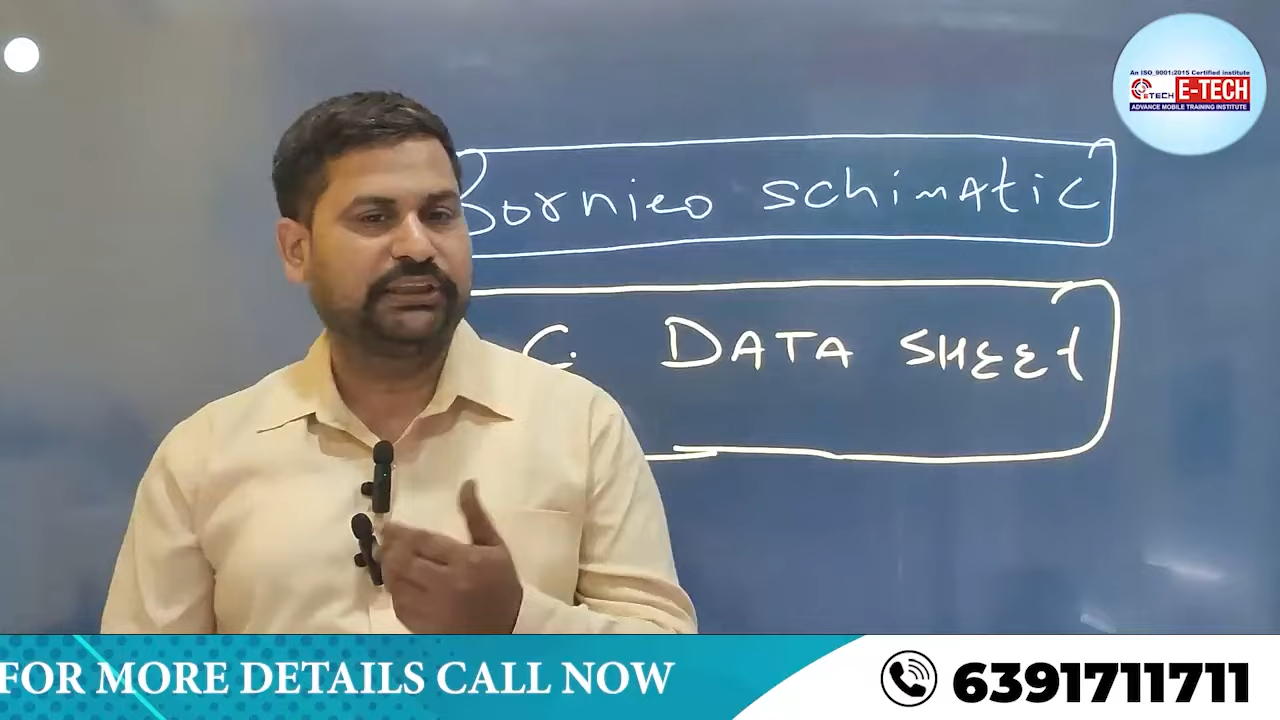 An ISO 9001:2015 Certified institute
ETECH E-TECH
ADVANCE MOBILE TRAINING INSTITUTE
Bornieo schimatic
C. DATA SHEET
FOR MORE DETAILS CALL NOW
6391711711